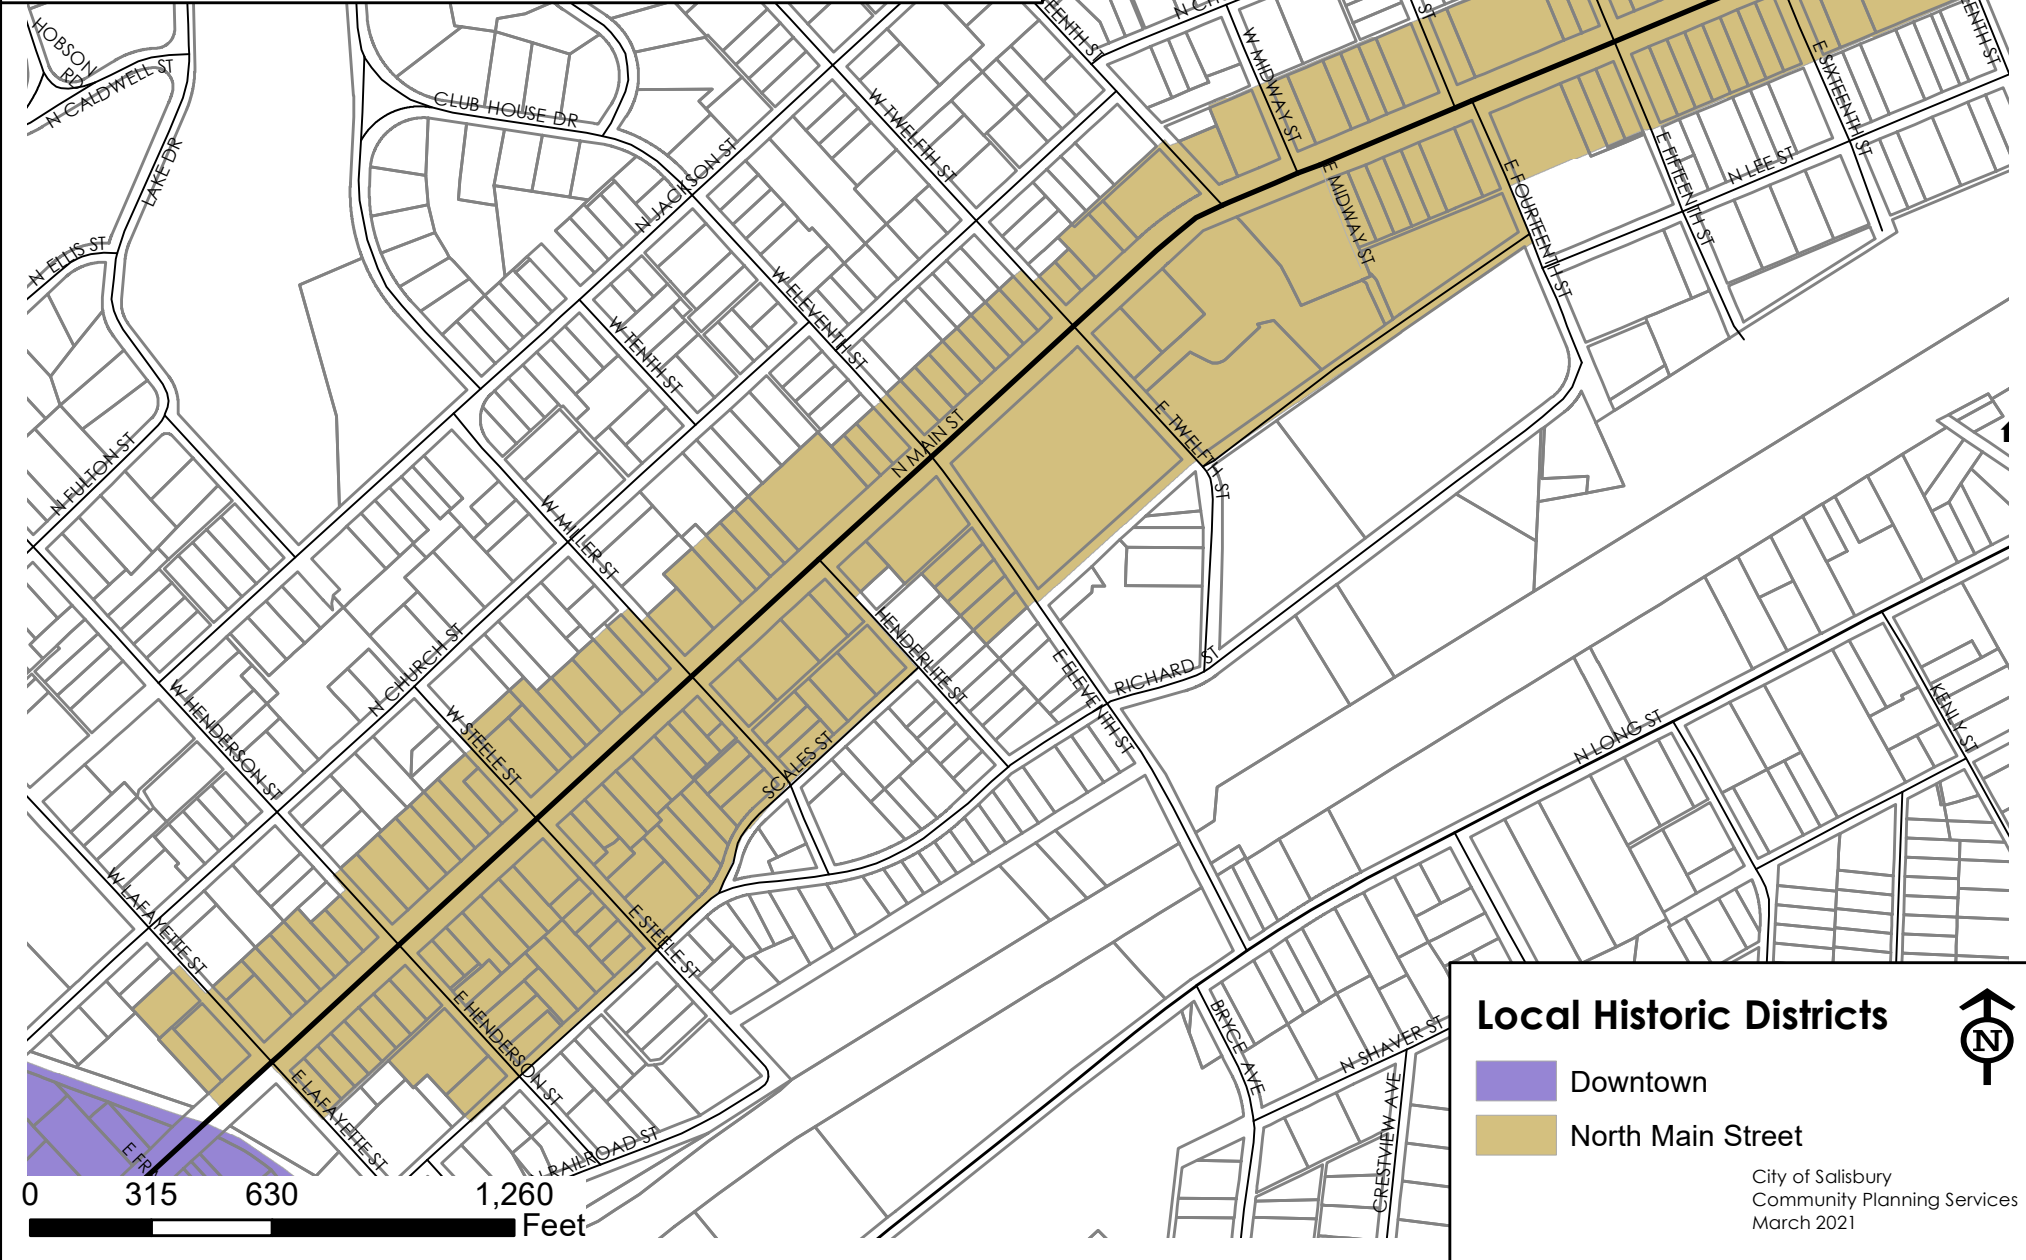 HOBSON
RD
N CALDWELL ST
LAKE DR
N ELLIS ST
N FULTON ST
CLUB HOUSE DR
N JACKSON ST
W TWELFTH ST
W ELEVENTH ST
W TENTH ST
W MILLER ST
N CHURCH ST
W HENDERSON ST
W STEELE ST
W LAFAYETTE ST
W MIDWAY ST
E MIDWAY ST
E SIXTEENTH ST
E FIFTEENTH ST
N LEE ST
E FOURTEENTH ST
N MAIN ST
E TWELFTH ST
HENDERLITE ST
E ELEVENTH ST
RICHARD ST
SCALES ST
E STEELE ST
E HENDERSON ST
E LAFAYETTE ST
RAILROAD ST
N LONG ST
KENLY ST
BRYCE AVE
N SHAVER ST
CRESTVIEW AVE
Local Historic Districts
N
Downtown
North Main Street
City of Salisbury
Community Planning Services
March 2021
0 315 630 1,260
Feet